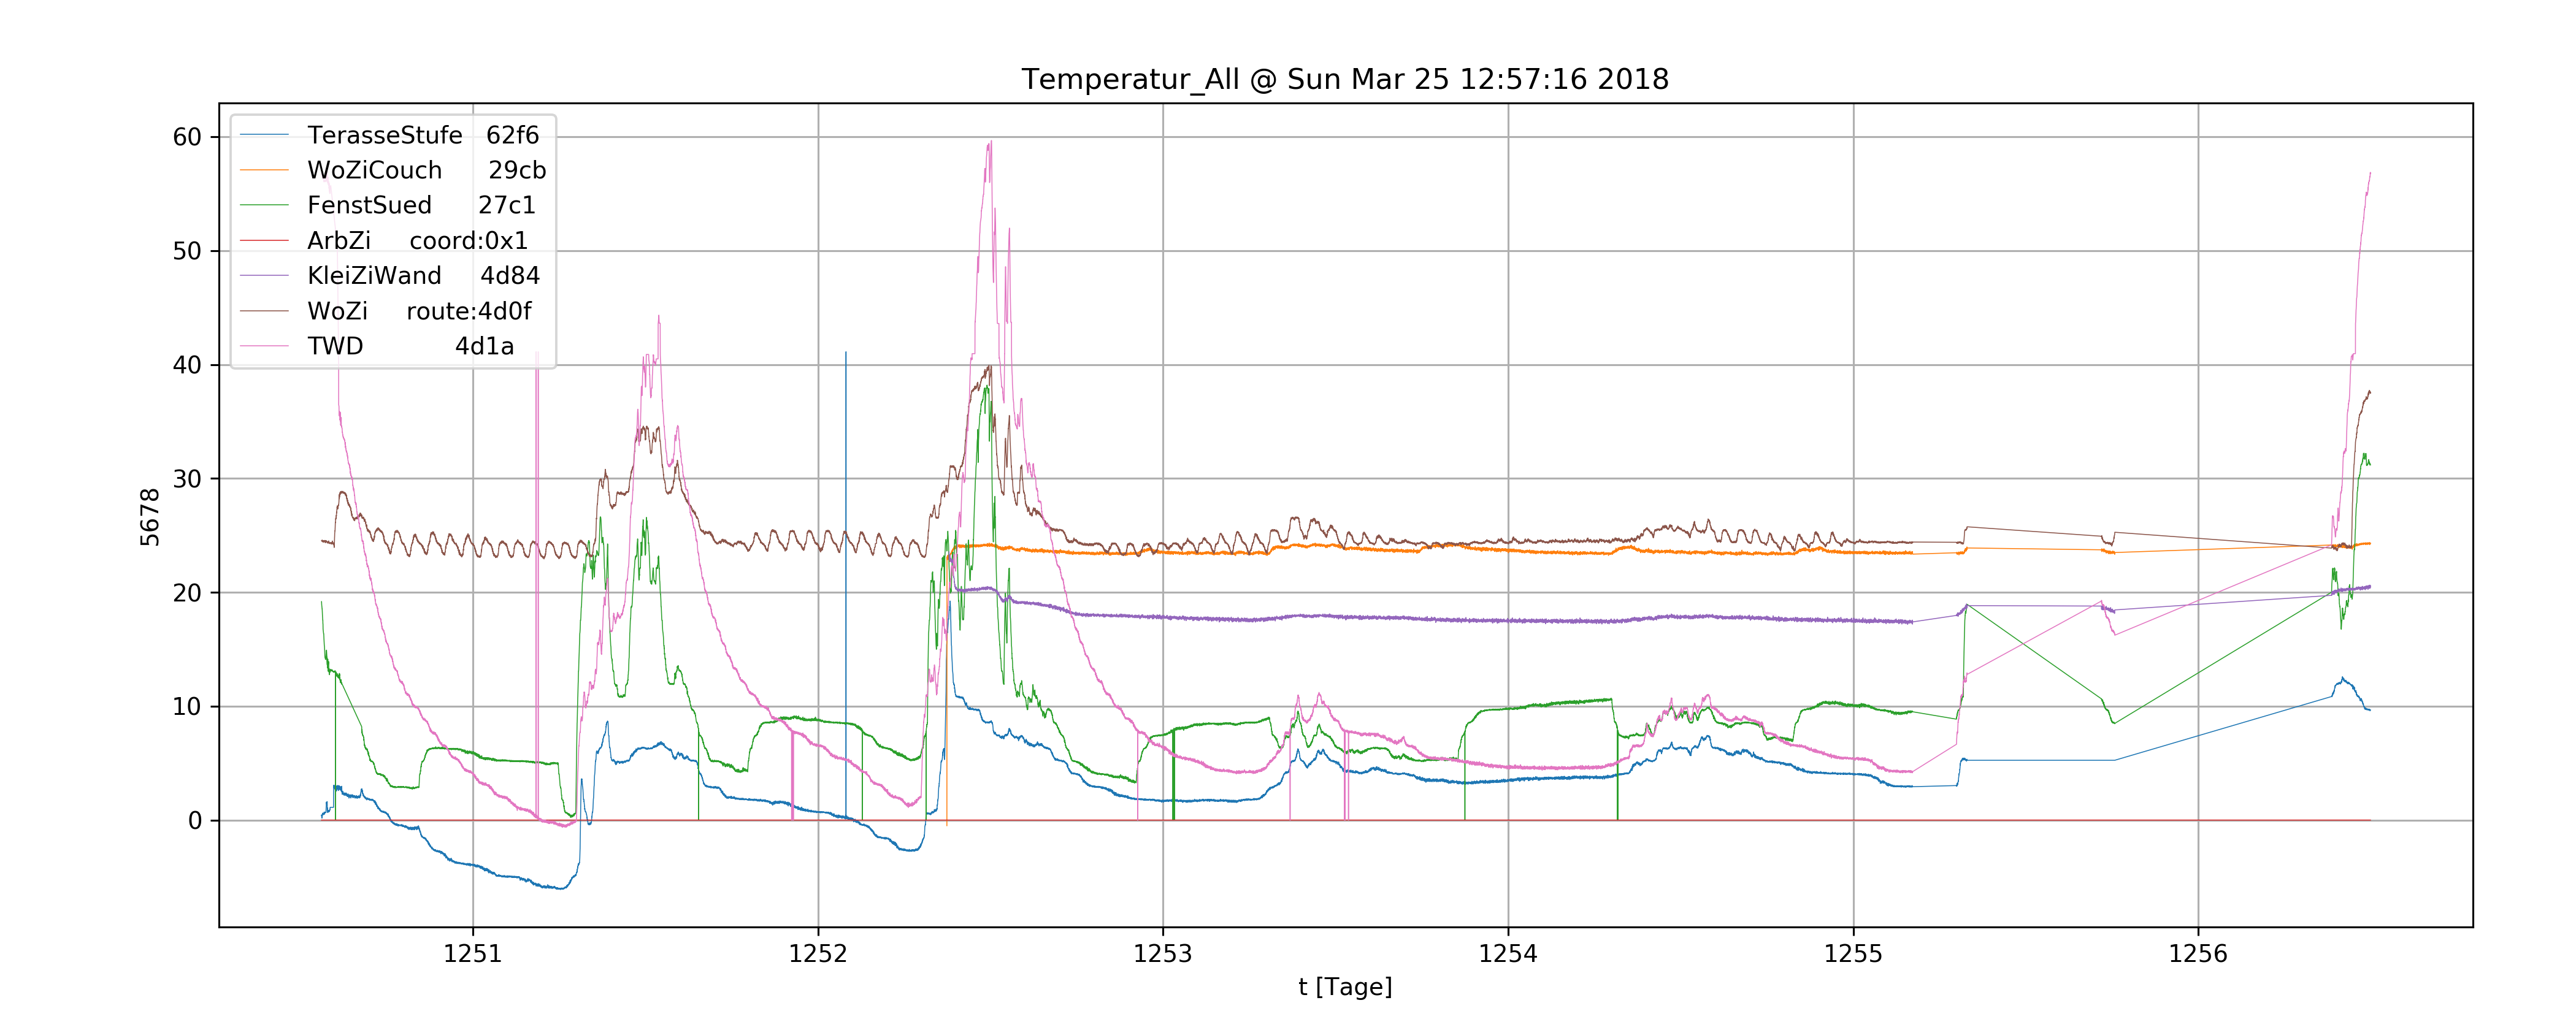 Temperatur_All @ Sun Mar 25 12:57:16 2018
60
50
40
30
20
10
0
5678
TerasseStufe 62f6
WoZiCouch 29cb
FenstSued 27c1
ArbZi coord:0x1
KleiZiWand 4d84
WoZi route:4d0f
TWD 4d1a
1251 1252 1253 1254 1255 1256
t [Tage]